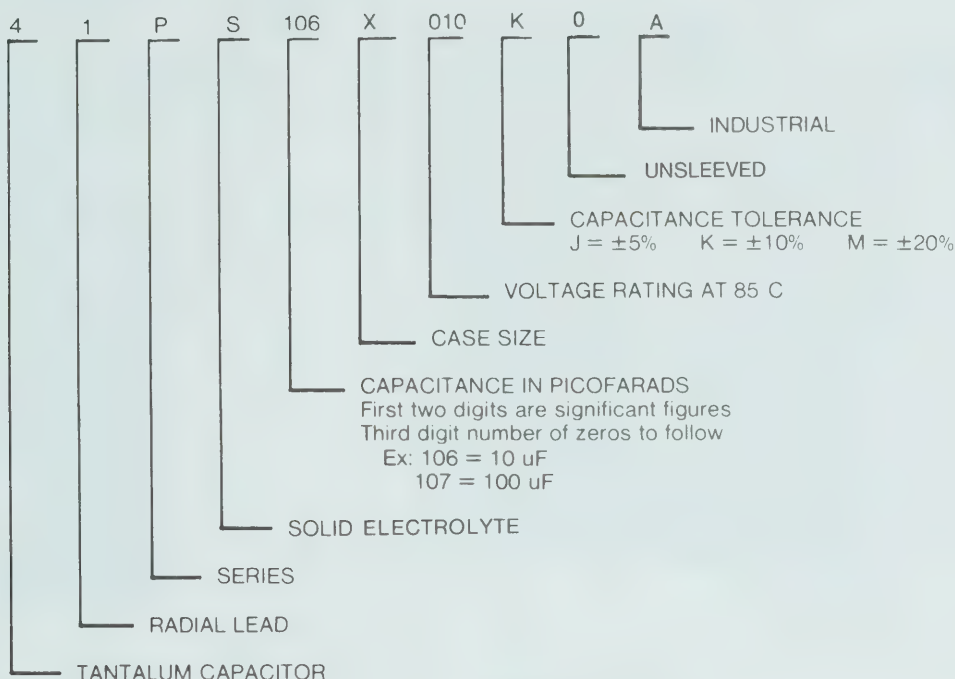 4 1 P S 106 X 010 K 0 A
INDUSTRIAL
UNSLEEVED
CAPACITANCE TOLERANCE
J = ±5% K = ±10% M = ±20%
VOLTAGE RATING AT 85 C
CASE SIZE
CAPACITANCE IN PICOFARADS
First two digits are significant figures
Third digit number of zeros to follow
Ex: 106 = 10 uF
107 = 100 uF
SOLID ELECTROLYTE
SERIES
RADIAL LEAD
TANTALUM CAPACITOR